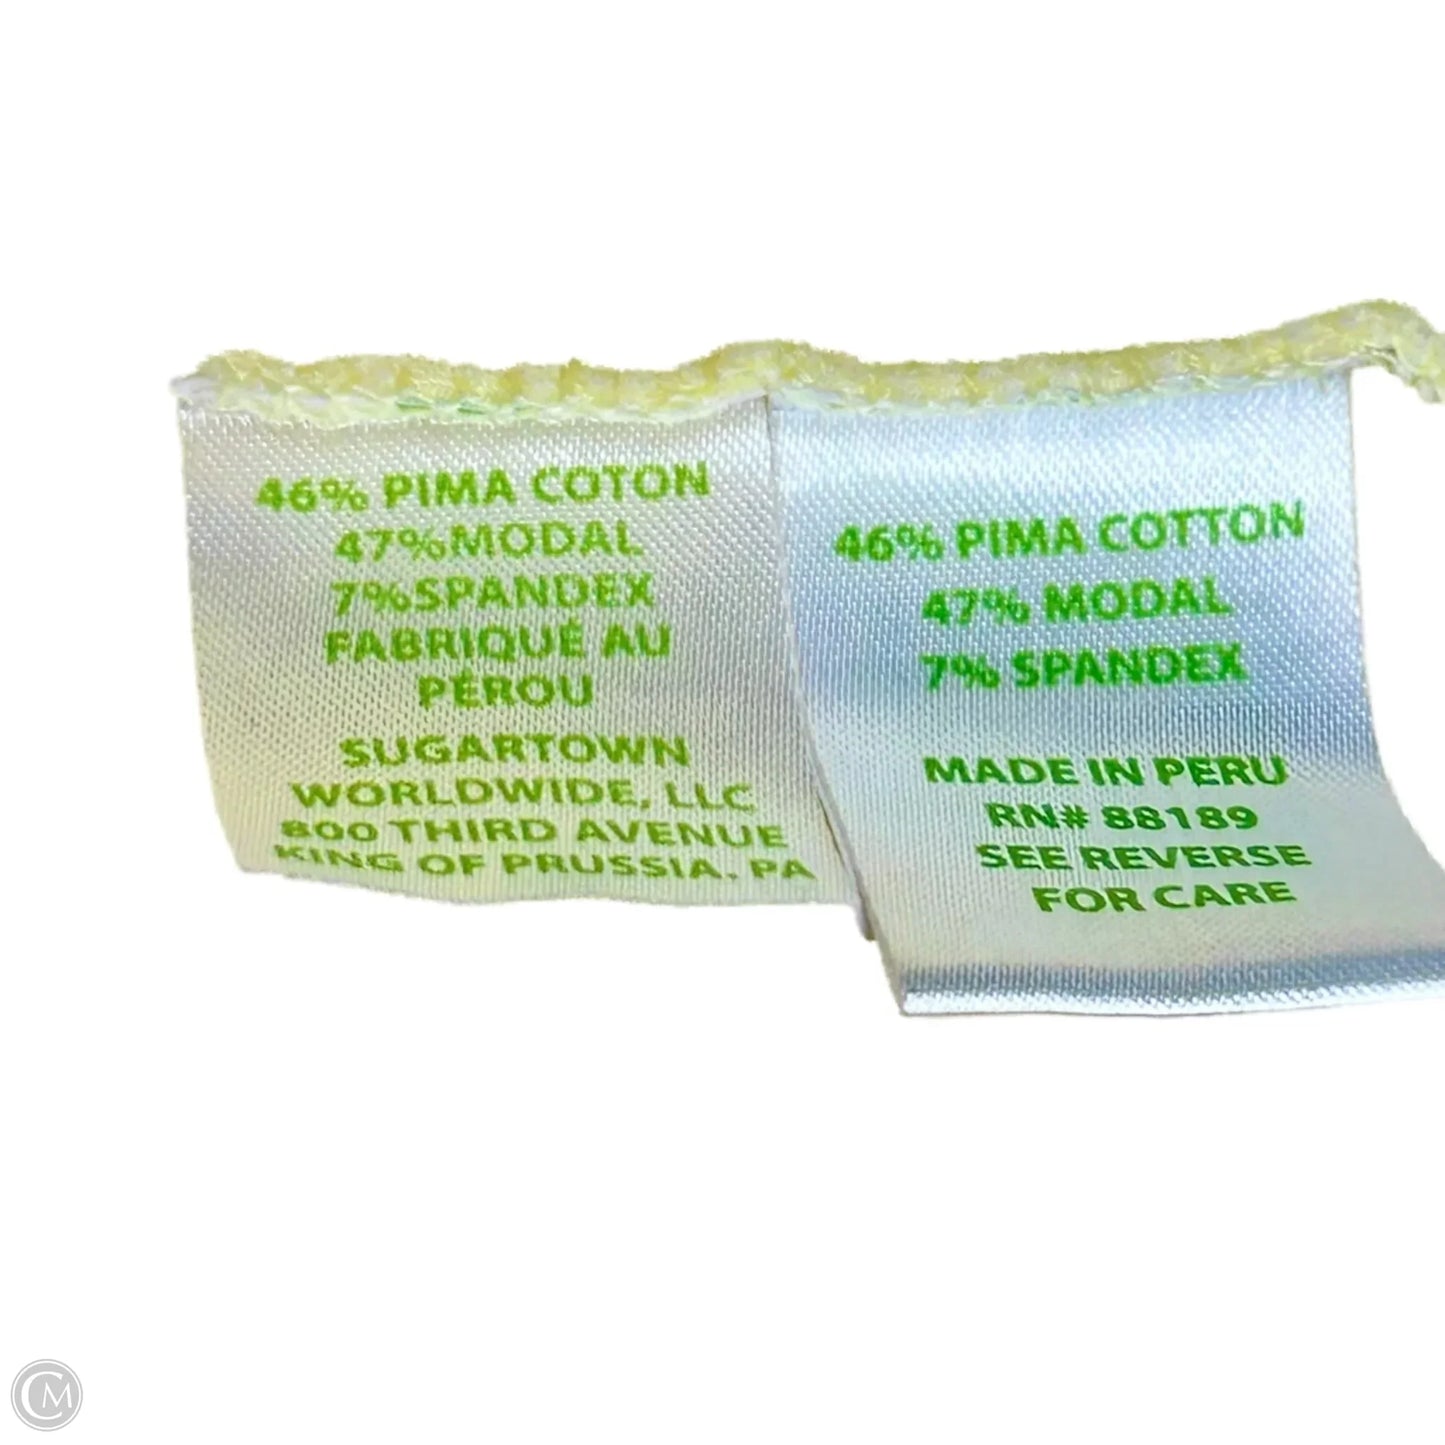 46% PIMA COTON
47%MODAL
7%SPANDEX
FABRIQUÉ AU
PÉROU
SUGARTOWN
WORLDWIDE, LLC
800 THIRD AVENUE
KING OF PRUSSIA, PA
46% PIMA COTTON
47% MODAL
7% SPANDEX
MADE IN PERU
RN# 88189
SEE REVERSE
FOR CARE
CM